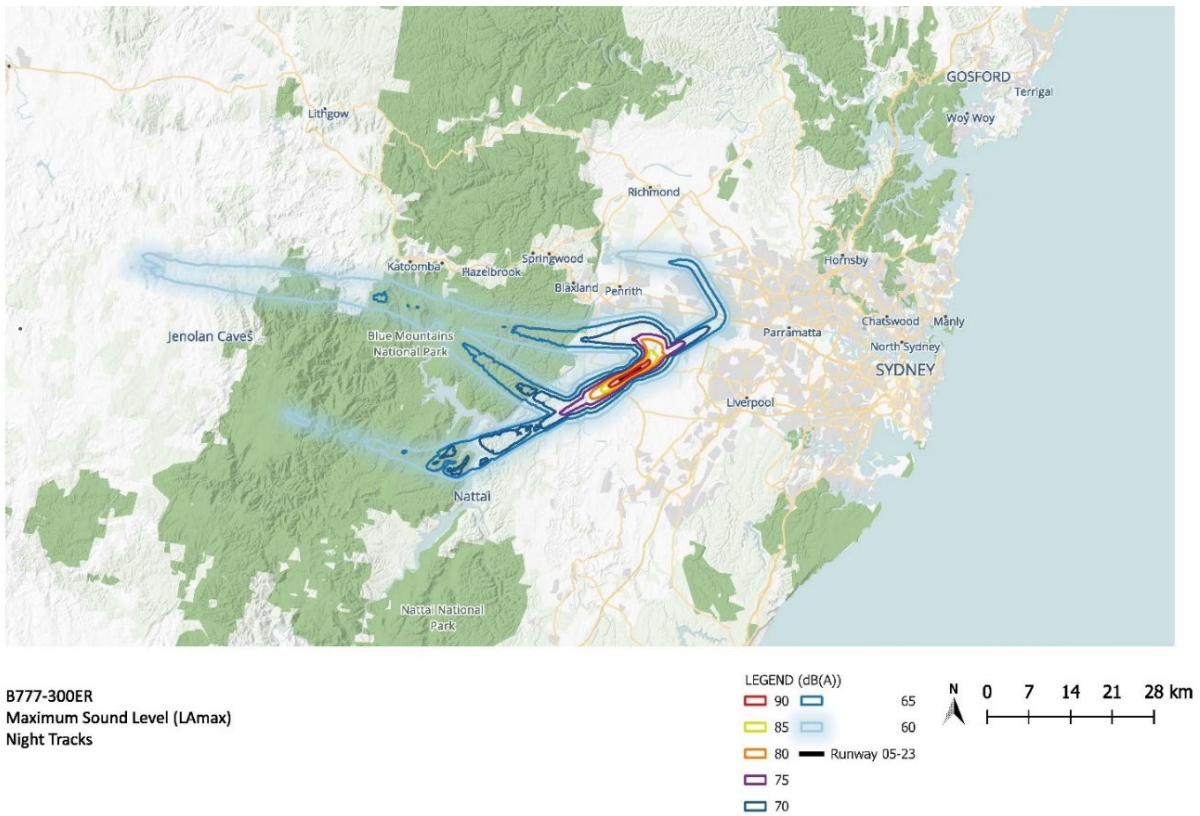 GOSFORD
Terrigal
Lithgow
Woy Woy
Richmond
Springwood
Hornsby
Katoomba
Hazelbrook
Blaxland
Penrith
Chatswood
Manly
Parramatta
Jenolan Caves
Blue Mountains
National Park
North Sydney
SYDNEY
Liverpool
Nattai
Nattai National
Park
B777-300ER
Maximum Sound Level (LAmax)
Night Tracks
LEGEND (dB(A))
90 65
85 60
80 Runway 05-23
75
70
N 0 7 14 21 28 km